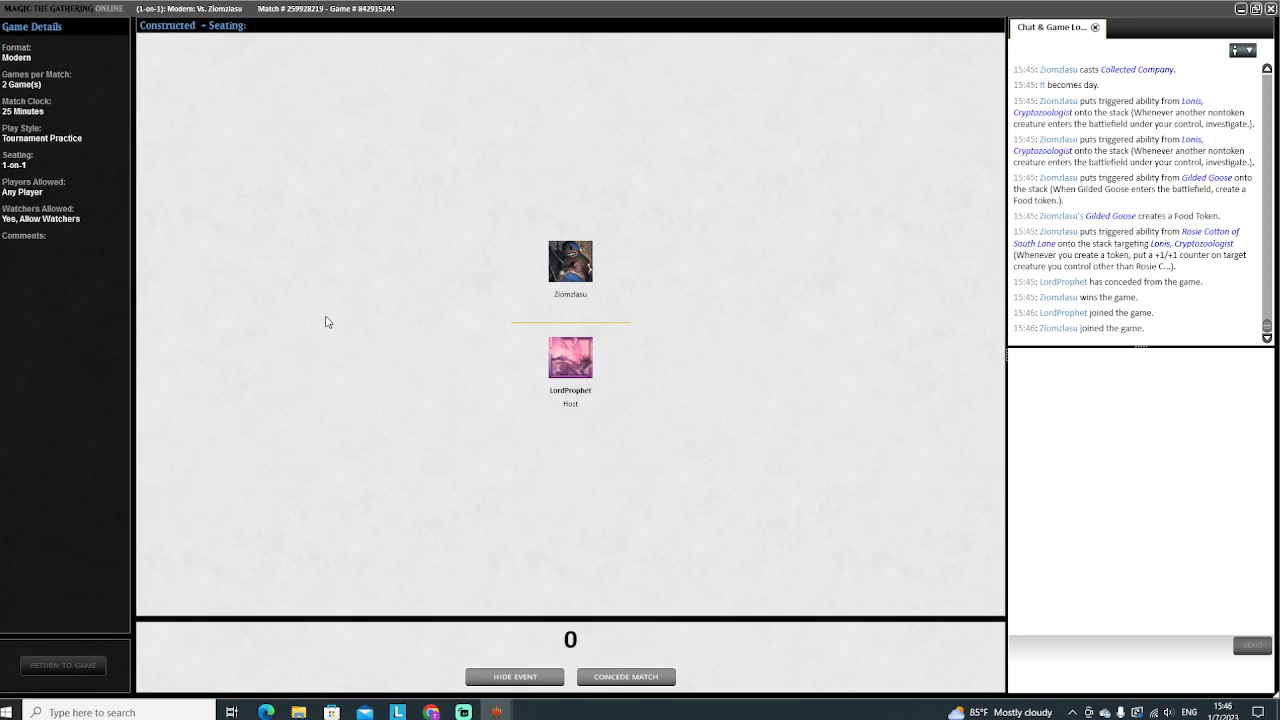 MAGIC THE GATHERING ONLINE
(1-on-1): Modern: Vs. Ziomzlasu
Match # 259928219 - Game # 842915244
Game Details
Format:
Modern
Games per Match:
2 Game(s)
Match Clock:
25 Minutes
Play Style:
Tournament Practice
Seating:
1-on-1
Players Allowed:
Any Player
Watchers Allowed:
Yes, Allow Watchers
Comments:
RETURN TO GAME
Constructed - Seating:
Ziomzlasu
LordProphet
Host
0
HIDE EVENT
CONCEDE MATCH
Chat & Game Lo...
15:45: Ziomzlasu casts Collected Company.
15:45: It becomes day.
15:45: Ziomzlasu puts triggered ability from Lonis,
Cryptozoologist onto the stack (Whenever another nontoken
creature enters the battlefield under your control, investigate.).
15:45: Ziomzlasu puts triggered ability from Lonis,
Cryptozoologist onto the stack (Whenever another nontoken
creature enters the battlefield under your control, investigate.).
15:45: Ziomzlasu puts triggered ability from Gilded Goose onto
the stack (When Gilded Goose enters the battlefield, create a
Food token.).
15:45: Ziomzlasu's Gilded Goose creates a Food Token.
15:45: Ziomzlasu puts triggered ability from Rosie Cotton of
South Lane onto the stack targeting Lonis, Cryptozoologist
(Whenever you create a token, put a +1/+1 counter on target
creature you control other than Rosie C...).
15:45: LordProphet has conceded from the game.
15:45: Ziomzlasu wins the game.
15:46: LordProphet joined the game.
15:46: Ziomzlasu joined the game.
SEND
Type here to search
85°F Mostly cloudy
15:46
1/7/2023